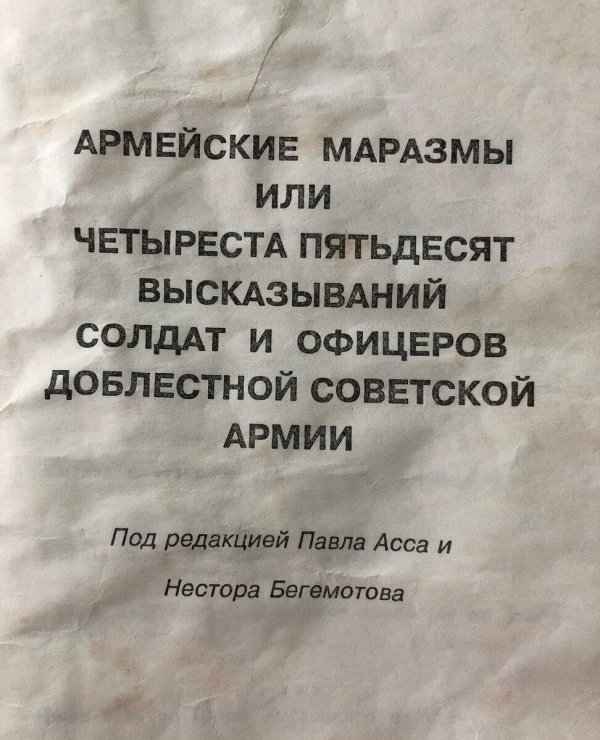 АРМЕЙСКИЕ МАРАЗМЫ
ИЛИ
ЧЕТЫРЕСТА ПЯТЬДЕСЯТ
ВЫСКАЗЫВАНИЙ
СОЛДАТ И ОФИЦЕРОВ
ДОБЛЕСТНОЙ СОВЕТСКОЙ
АРМИИ
Под редакцией Павла Асса и
Нестора Бегемотова